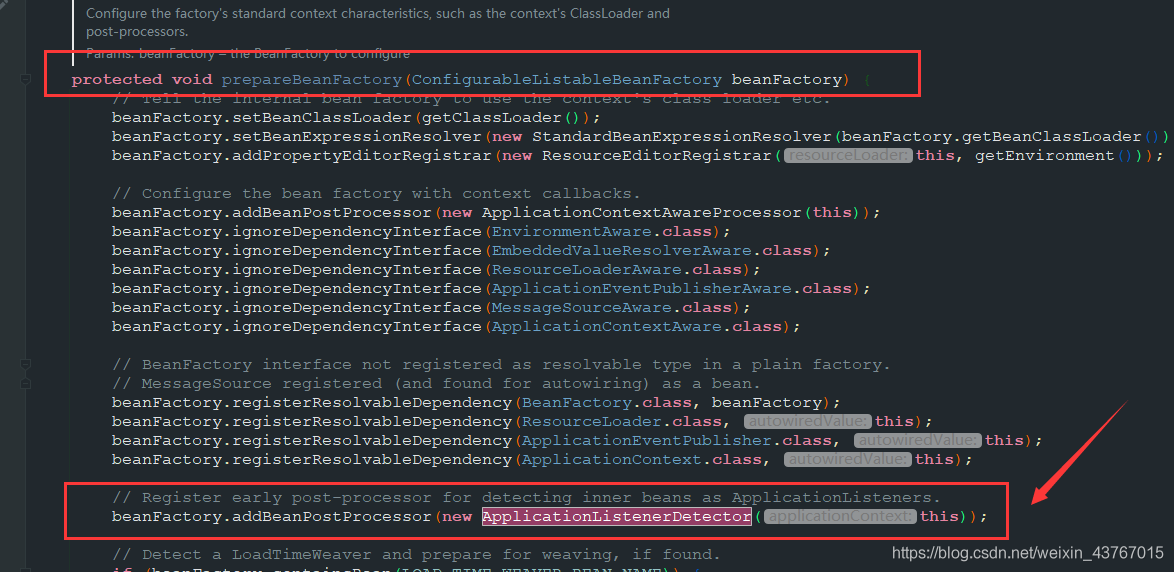 Configure the factory's standard context characteristics, such as the context's ClassLoader and
post-processors.
Params: beanFactory – the BeanFactory to configure
protected void prepareBeanFactory(ConfigurableListableBeanFactory beanFactory) {
// Tell the internal bean factory to use the context's class loader etc.
beanFactory.setBeanClassLoader(getClassLoader());
beanFactory.setBeanExpressionResolver(new StandardBeanExpressionResolver(beanFactory.getBeanClassLoader())
beanFactory.addPropertyEditorRegistrar(new ResourceEditorRegistrar( resourceLoader: this, getEnvironment()));
// Configure the bean factory with context callbacks.
beanFactory.addBeanPostProcessor(new ApplicationContextAwareProcessor(this));
beanFactory.ignoreDependencyInterface(EnvironmentAware.class);
beanFactory.ignoreDependencyInterface(EmbeddedValueResolverAware.class);
beanFactory.ignoreDependencyInterface(ResourceLoaderAware.class);
beanFactory.ignoreDependencyInterface(ApplicationEventPublisherAware.class);
beanFactory.ignoreDependencyInterface(MessageSourceAware.class);
beanFactory.ignoreDependencyInterface(ApplicationContextAware.class);
// BeanFactory interface not registered as resolvable type in a plain factory.
// MessageSource registered (and found for autowiring) as a bean.
beanFactory.registerResolvableDependency(BeanFactory.class, beanFactory);
beanFactory.registerResolvableDependency(ResourceLoader.class, autowiredValue: this);
beanFactory.registerResolvableDependency(ApplicationEventPublisher.class, autowiredValue: this);
beanFactory.registerResolvableDependency(ApplicationContext.class, autowiredValue: this);
// Register early post-processor for detecting inner beans as ApplicationListeners.
beanFactory.addBeanPostProcessor(new ApplicationListenerDetector( applicationContext: this));
// Detect a LoadTimeWeaver and prepare for weaving, if found.
if (beanFactory.containsBean(LOAD_TIME_WEAVER_BEAN_NAME)) {
https://blog.csdn.net/weixin_43767015